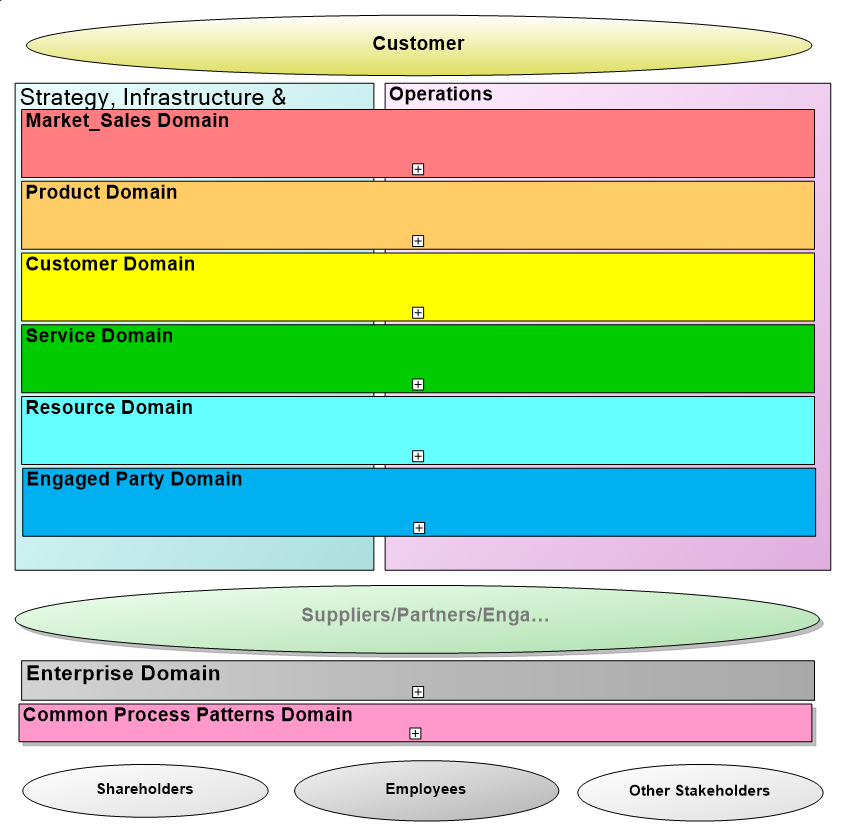 Customer
Strategy, Infrastructure &
Operations
Market_Sales Domain
Product Domain
Customer Domain
Service Domain
Resource Domain
Engaged Party Domain
Suppliers/Partners/Enga...
Enterprise Domain
Common Process Patterns Domain
Shareholders
Employees
Other Stakeholders